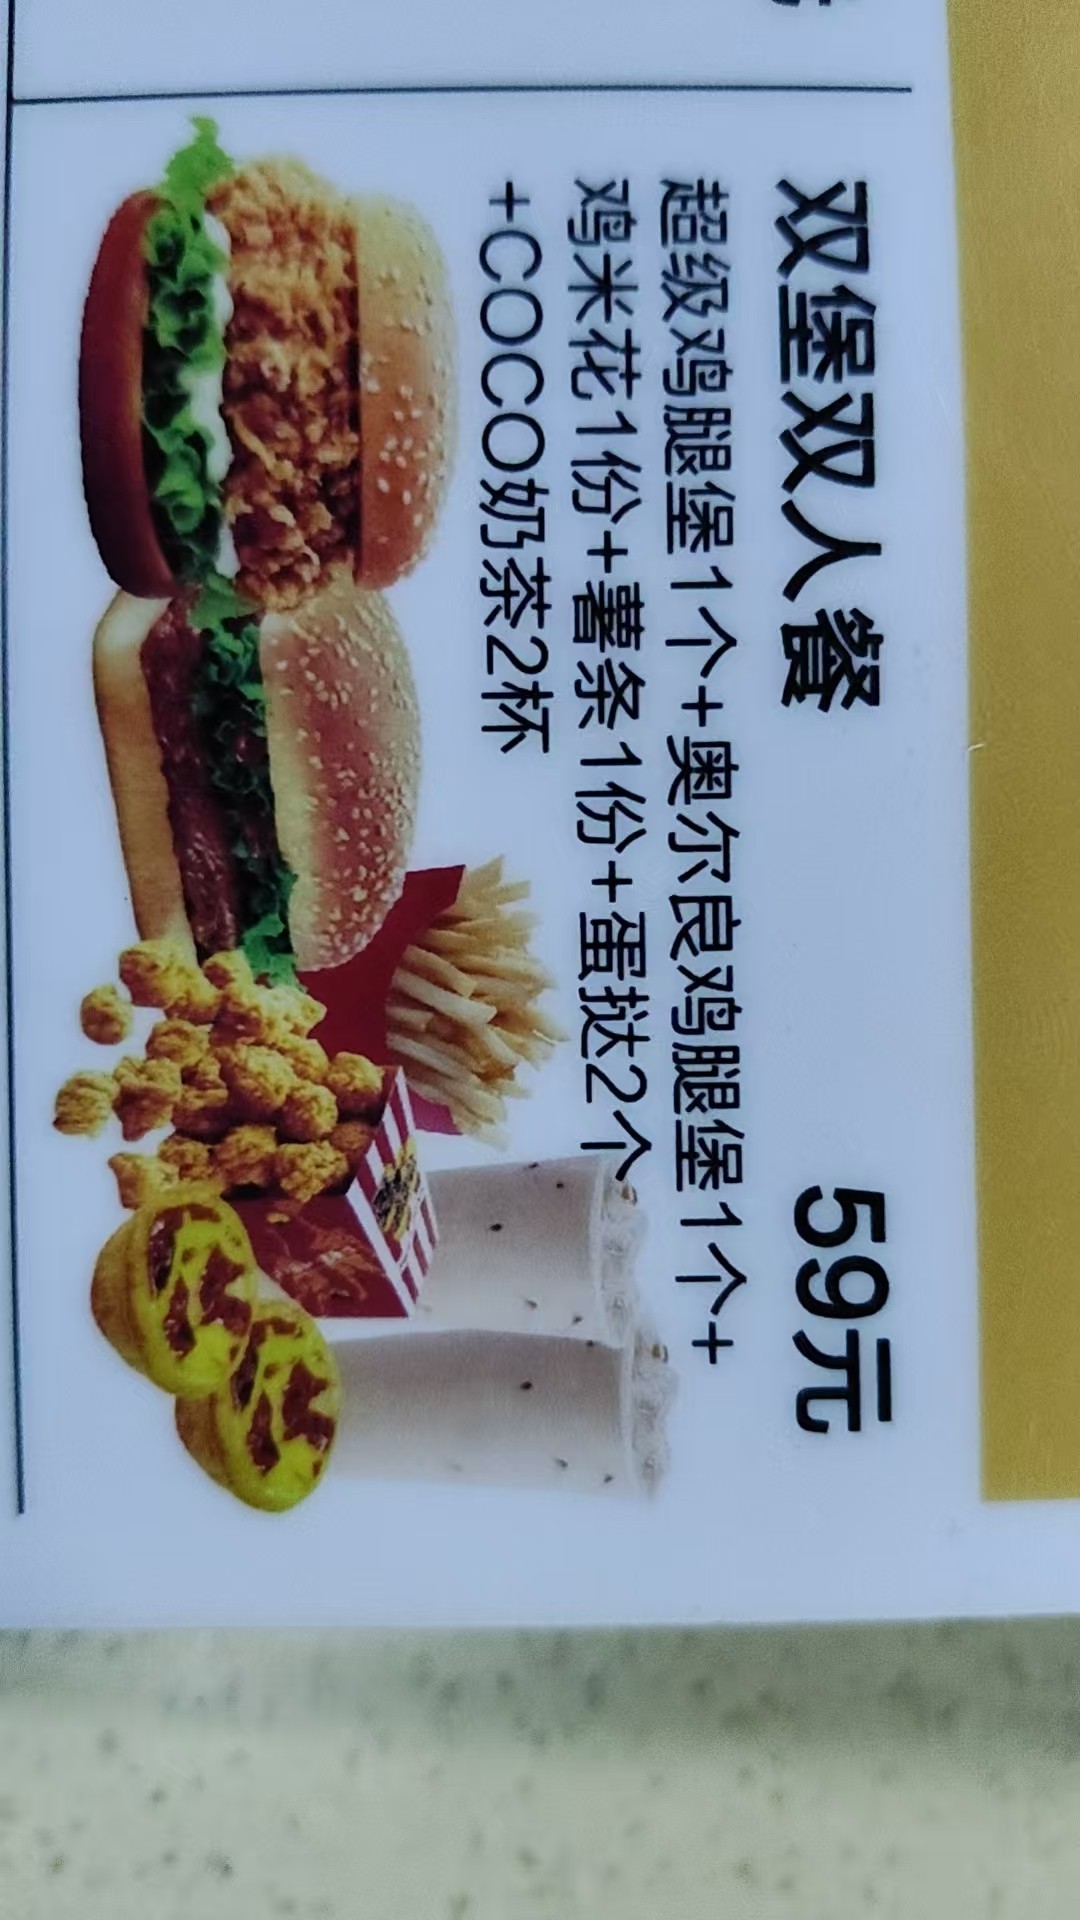 双堡双人餐 59元
超级鸡腿堡1个+奥尔良鸡腿堡1个+
鸡米花1份+薯条1份+蛋挞2个
+COCO奶茶2杯